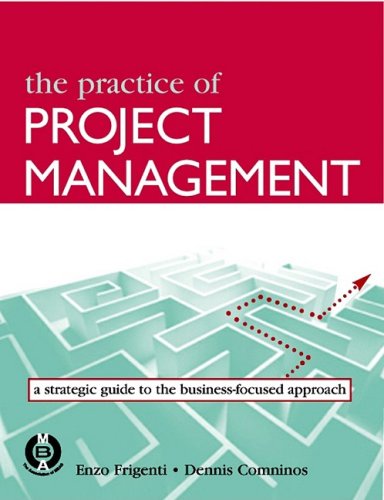 the practice of
PROJECT
MANAGEMENT
a strategic guide to the business-focused approach
M
B
A
Enzo Frigenti • Dennis Comninos